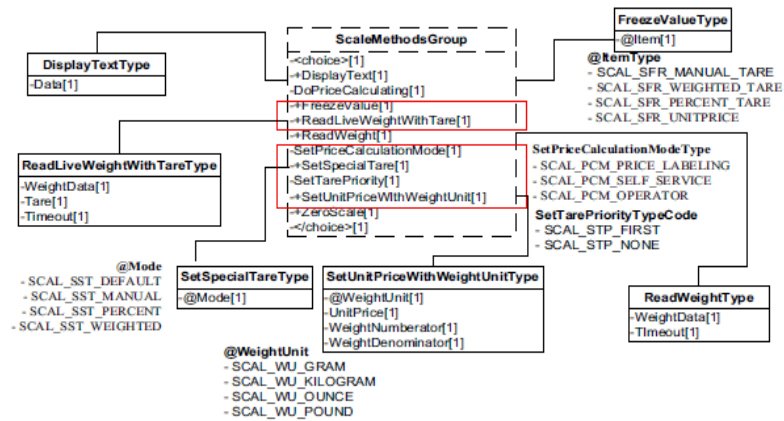 FreezeValueType
-@Item[1]
@ItemType
- SCAL_SFR_MANUAL_TARE
- SCAL_SFR_WEIGHTED_TARE
- SCAL_SFR_PERCENT_TARE
- SCAL_SFR_UNITPRICE
ScaleMethodsGroup
-<choice>[1]
-+DisplayText[1]
-DoPriceCalculating[1]
-+FreezeValue[1]
-+ReadLiveWeightWithTare[1]
-+ReadWeight[1]
-SetPriceCalculationMode[1]
-+SetSpecialTare[1]
-SetTarePriority[1]
-+SetUnitPriceWIthWeightUnit[1]
-+ZeroScale[1]
-</choice>[1]
DisplayTextType
-Data[1]
ReadLiveWeightWithTareType
-WeightData[1]
-Tare[1]
-Timeout[1]
SetPriceCalculationModeType
- SCAL_PCM_PRICE_LABELING
- SCAL_PCM_SELF_SERVICE
- SCAL_PCM_OPERATOR
SetTarePriorityTypeCode
- SCAL_STP_FIRST
- SCAL_STP_NONE
@Mode
- SCAL_SST_DEFAULT
- SCAL_SST_MANUAL
- SCAL_SST_PERCENT
- SCAL_SST_WEIGHTED
SetSpecialTareType
-@Mode[1]
SetUnitPriceWithWeightUnitType
-@WeightUnit[1]
-UnitPrice[1]
-WeightNumberator[1]
-WeightDenominator[1]
ReadWeightType
-WeightData[1]
-TImeout[1]
@WeightUnit
- SCAL_WU_GRAM
- SCAL_WU_KILOGRAM
- SCAL_WU_OUNCE
- SCAL_WU_POUND